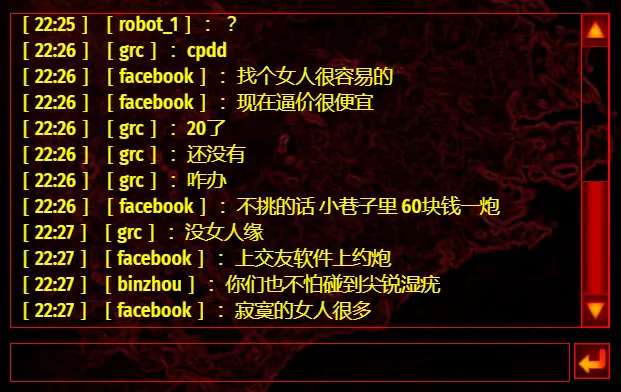 [ 22:25 ] [ robot_1 ] : ？
[ 22:26 ] [ grc ] : cpdd
[ 22:26 ] [ facebook ] : 找个女人很容易的
[ 22:26 ] [ facebook ] : 现在逼价很便宜
[ 22:26 ] [ grc ] : 20了
[ 22:26 ] [ grc ] : 还没有
[ 22:26 ] [ grc ] : 咋办
[ 22:26 ] [ facebook ] : 不挑的话 小巷子里 60块钱一炮
[ 22:27 ] [ grc ] : 没女人缘
[ 22:27 ] [ facebook ] : 上交友软件上约炮
[ 22:27 ] [ binzhou ] : 你们也不怕碰到尖锐湿疣
[ 22:27 ] [ facebook ] : 寂寞的女人很多